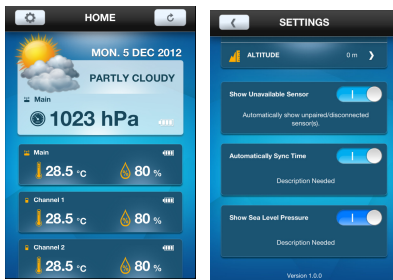 HOME
MON. 5 DEC 2012
PARTLY CLOUDY
Main
1023 hPa
Main
28.5 °C
80 %
Channel 1
28.5 °C
80 %
Channel 2
28.5 °C
80 %
SETTINGS
ALTITUDE
0 m
Show Unavailable Sensor
Automatically show unpaired/disconnected
sensor(s).
Automatically Sync Time
Description Needed
Show Sea Level Pressure
Description Needed
Version 1.0.0